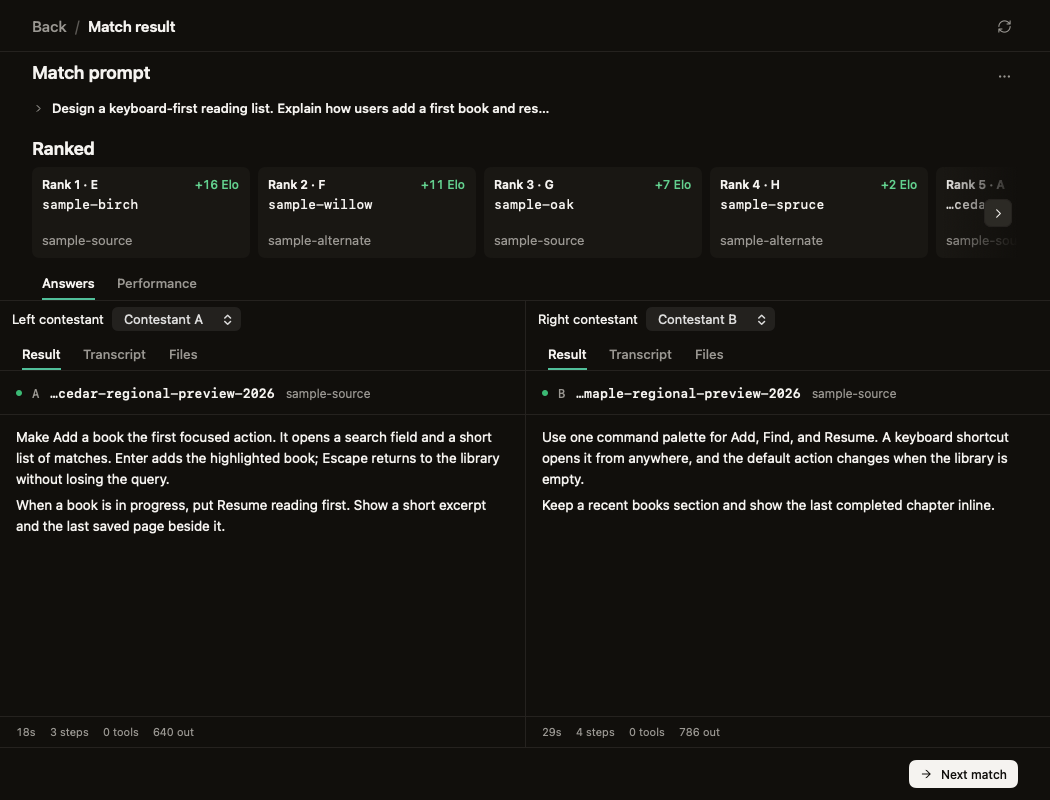 Back / Match result
Match prompt
...
Design a keyboard-first reading list. Explain how users add a first book and res...
Ranked
Rank 1 · E +16 Elo
sample-birch
sample-source
Rank 2 · F +11 Elo
sample-willow
sample-alternate
Rank 3 · G +7 Elo
sample-oak
sample-source
Rank 4 · H +2 Elo
sample-spruce
sample-alternate
Rank 5 · A
Answers Performance
Left contestant Contestant A
Result Transcript Files
A …cedar-regional-preview-2026 sample-source
Make Add a book the first focused action. It opens a search field and a short
list of matches. Enter adds the highlighted book; Escape returns to the library
without losing the query.
When a book is in progress, put Resume reading first. Show a short excerpt
and the last saved page beside it.
18s 3 steps 0 tools 640 out
Right contestant Contestant B
Result Transcript Files
B …maple-regional-preview-2026 sample-source
Use one command palette for Add, Find, and Resume. A keyboard shortcut
opens it from anywhere, and the default action changes when the library is
empty.
Keep a recent books section and show the last completed chapter inline.
29s 4 steps 0 tools 786 out
Next match